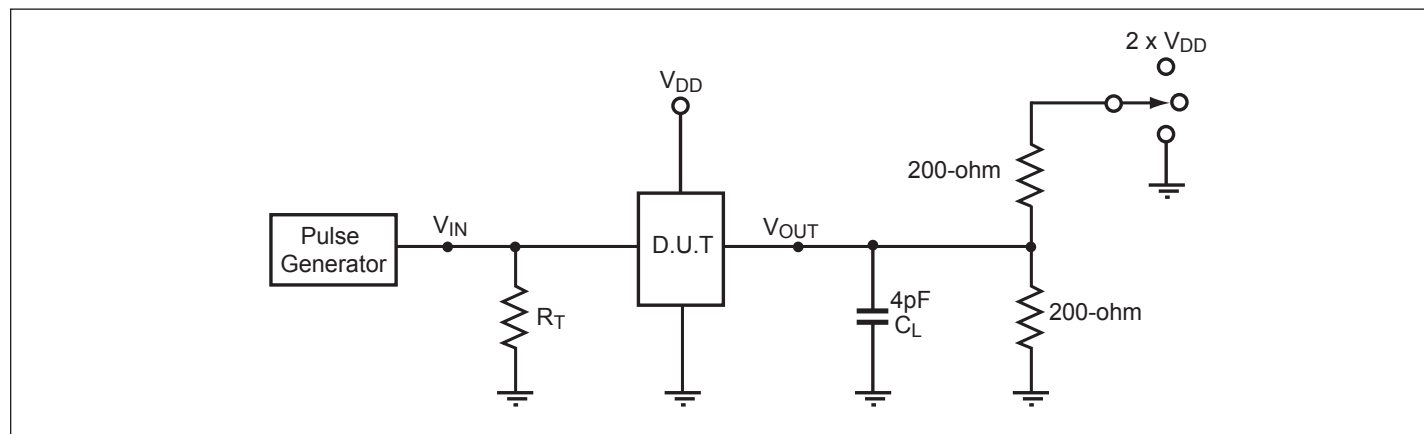 2 x VDD
VDD
200-ohm
Pulse
Generator
VIN
D.U.T
VOUT
RT
4pF
CL
200-ohm